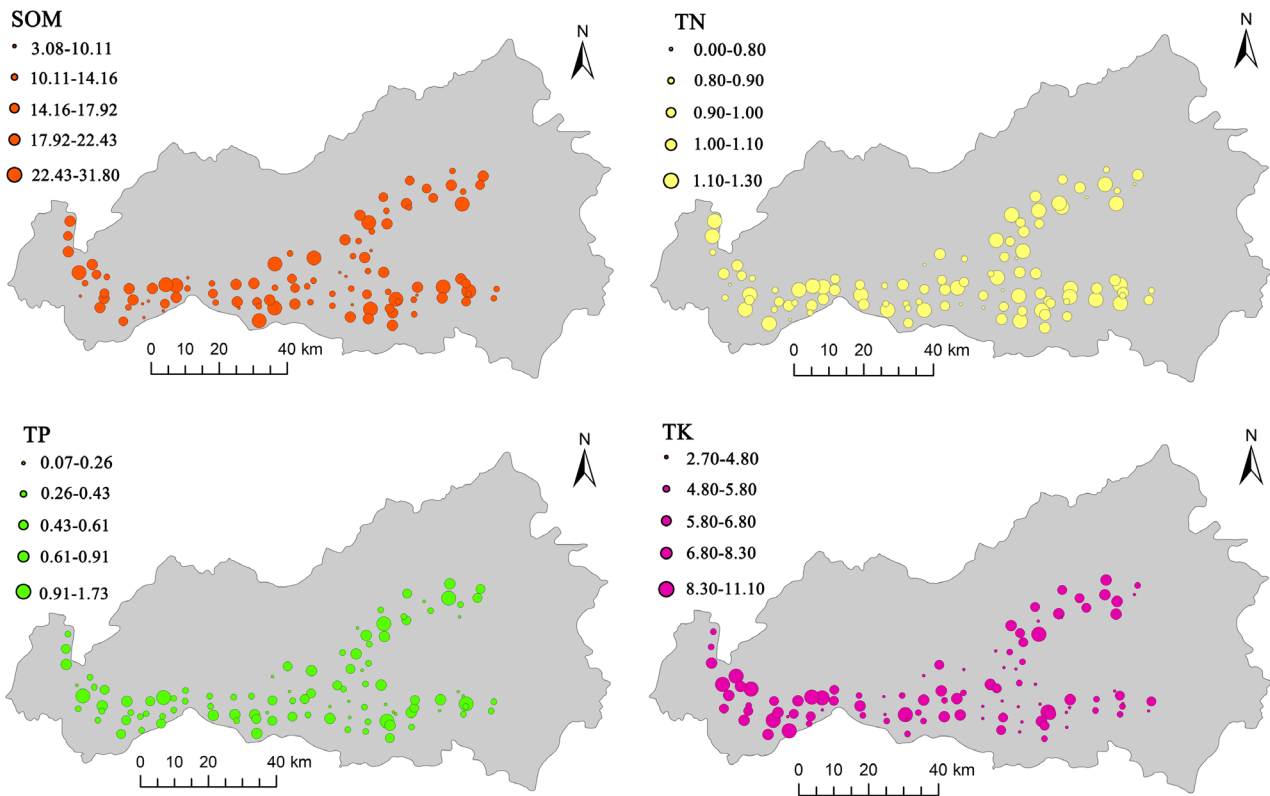 SOM
N
3.08-10.11
10.11-14.16
14.16-17.92
17.92-22.43
22.43-31.80
0 10 20 40 km
TN
N
0.00-0.80
0.80-0.90
0.90-1.00
1.00-1.10
1.10-1.30
0 10 20 40 km
TP
N
0.07-0.26
0.26-0.43
0.43-0.61
0.61-0.91
0.91-1.73
0 10 20 40 km
TK
N
2.70-4.80
4.80-5.80
5.80-6.80
6.80-8.30
8.30-11.10
0 10 20 40 km